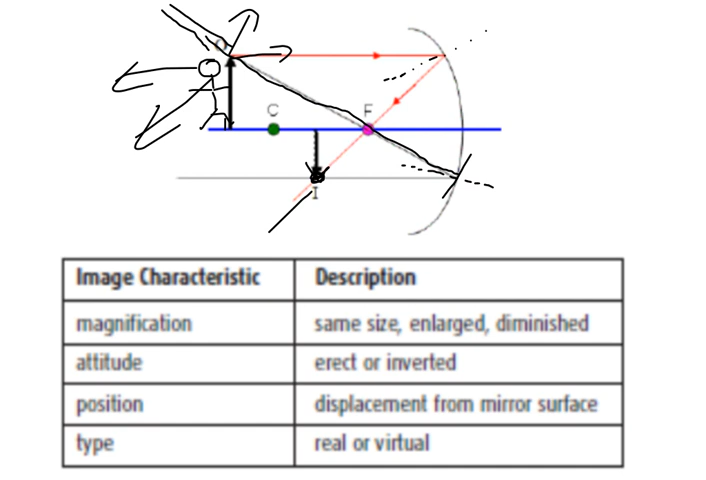 O
C F
I
Image Characteristic Description
magnification same size, enlarged, diminished
attitude erect or inverted
position displacement from mirror surface
type real or virtual